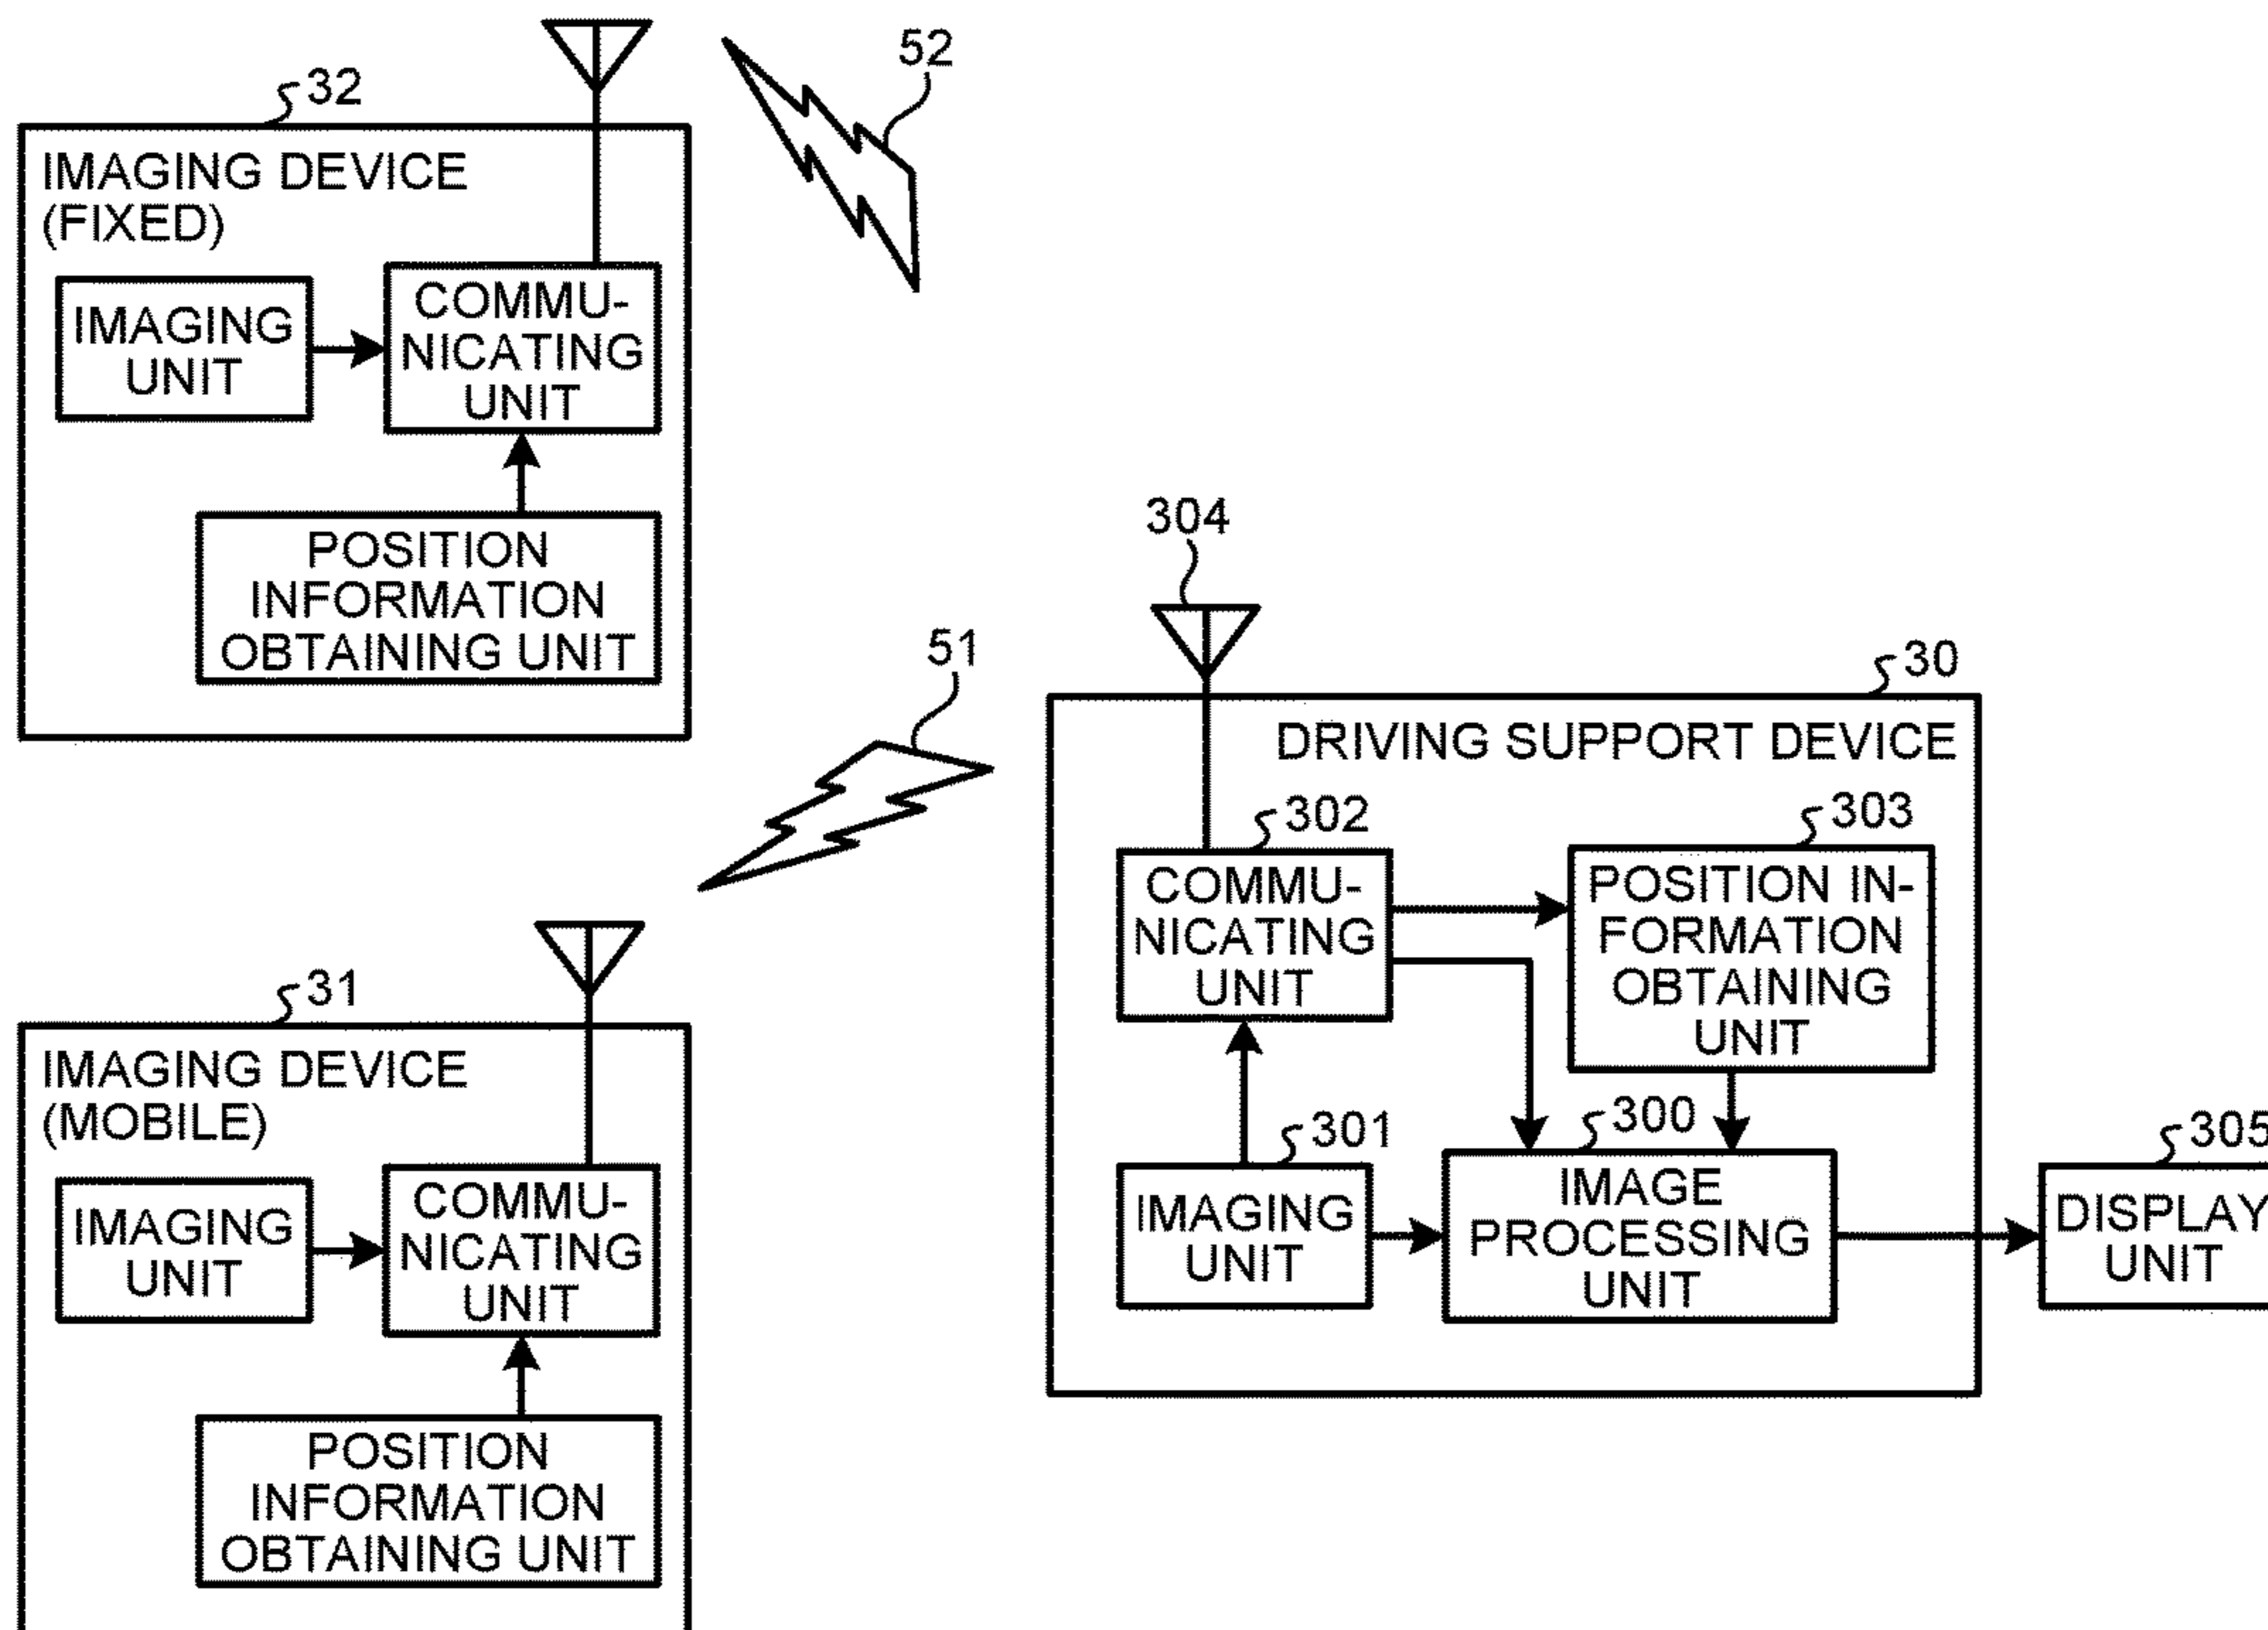 52
32
IMAGING DEVICE
(FIXED)
IMAGING
UNIT
COMMU-
NICATING
UNIT
POSITION
INFORMATION
OBTAINING UNIT
304
51
30
DRIVING SUPPORT DEVICE
302
303
COMMU-
NICATING
UNIT
POSITION IN-
FORMATION
OBTAINING
UNIT
31
IMAGING DEVICE
(MOBILE)
IMAGING
UNIT
COMMU-
NICATING
UNIT
POSITION
INFORMATION
OBTAINING UNIT
301
300
305
IMAGING
UNIT
IMAGE
PROCESSING
UNIT
DISPLAY
UNIT